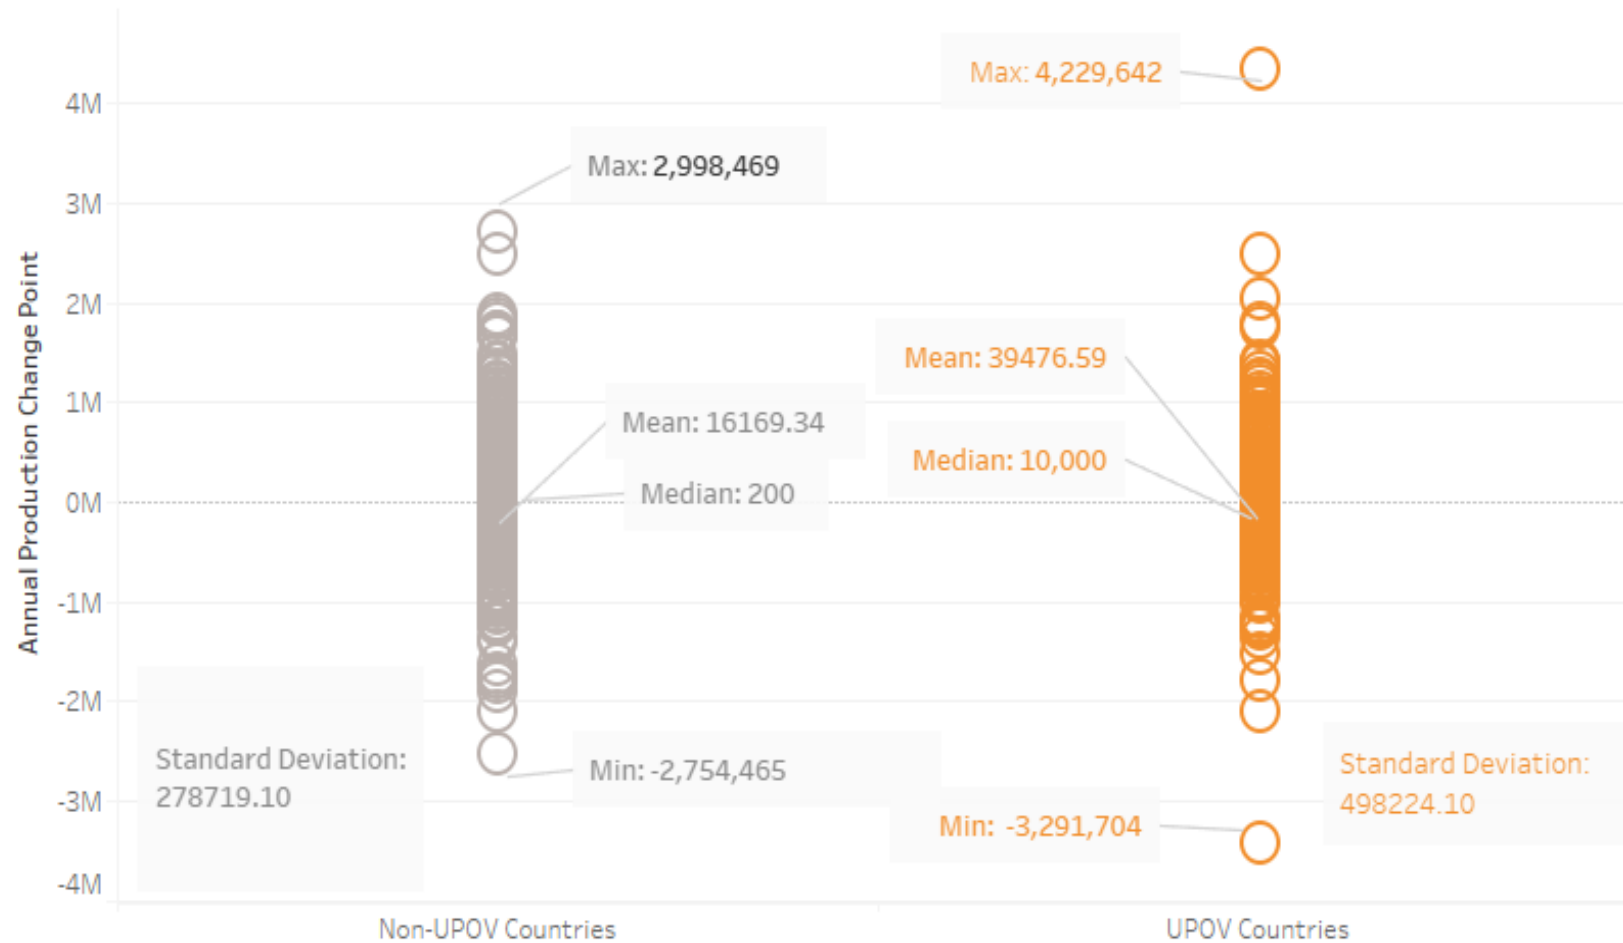 Annual Production Change Point
4M
3M
2M
1M
0M
-1M
-2M
-3M
-4M
Max: 4,229,642
Max: 2,998,469
Mean: 39476.59
Mean: 16169.34
Median: 10,000
Median: 200
Standard Deviation:
278719.10
Min: -2,754,465
Min: -3,291,704
Standard Deviation:
498224.10
Non-UPOV Countries
UPOV Countries